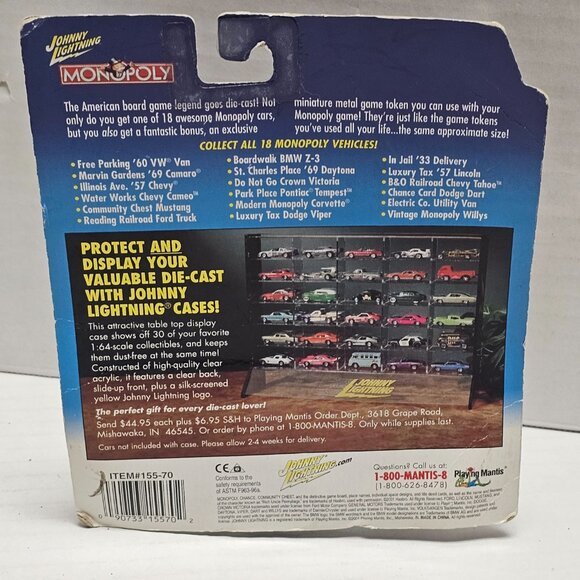 JOHNNY LIGHTNING
MONOPOLY
The American board game legend goes die-cast! Not
only do you get one of 18 awesome Monopoly cars,
but you also get a fantastic bonus, an exclusive
miniature metal game token you can use with your
Monopoly game! They're just like the game tokens
you've used all your life...the same approximate size!
COLLECT ALL 18 MONOPOLY VEHICLES!
• Free Parking '60 VW® Van
• Marvin Gardens '69 Camaro®
• Illinois Ave. '57 Chevy®
• Water Works Chevy Cameo™
• Community Chest Mustang
• Reading Railroad Ford Truck
• Boardwalk BMW Z-3
• St. Charles Place '69 Daytona
• Do Not Go Crown Victoria
• Park Place Pontiac® Tempest™
• Modern Monopoly Corvette®
• Luxury Tax Dodge Viper
• In Jail '33 Delivery
• Luxury Tax '57 Lincoln
• B&O Railroad Chevy Tahoe™
• Chance Card Dodge Dart
• Electric Co. Utility Van
• Vintage Monopoly Willys
PROTECT AND
DISPLAY YOUR
VALUABLE DIE-CAST
WITH JOHNNY
LIGHTNING® CASES!
This attractive table top display
case shows off 30 of your favorite
1:64-scale collectibles, and keeps
them dust-free at the same time!
Constructed of high-quality clear
acrylic, it features a clear back,
slide-up front, plus a silk-screened
yellow Johnny Lightning logo.
JOHNNY LIGHTNING
The perfect gift for every die-cast lover!
Send $44.95 each plus $6.95 S&H to Playing Mantis Order Dept., 3618 Grape Road,
Mishawaka, IN 46545. Or order by phone at 1-800-MANTIS-8. Only while supplies last.
Cars not included with case. Please allow 2-4 weeks for delivery.
ITEM#155-70
0 90733 15570 2
CE
Conforms to the
safety requirements
of ASTM F963-96a.
JOHNNY LIGHTNING.com
Questions? Call us at:
1-800-MANTIS-8
(1-800-626-8478)
Playing Mantis